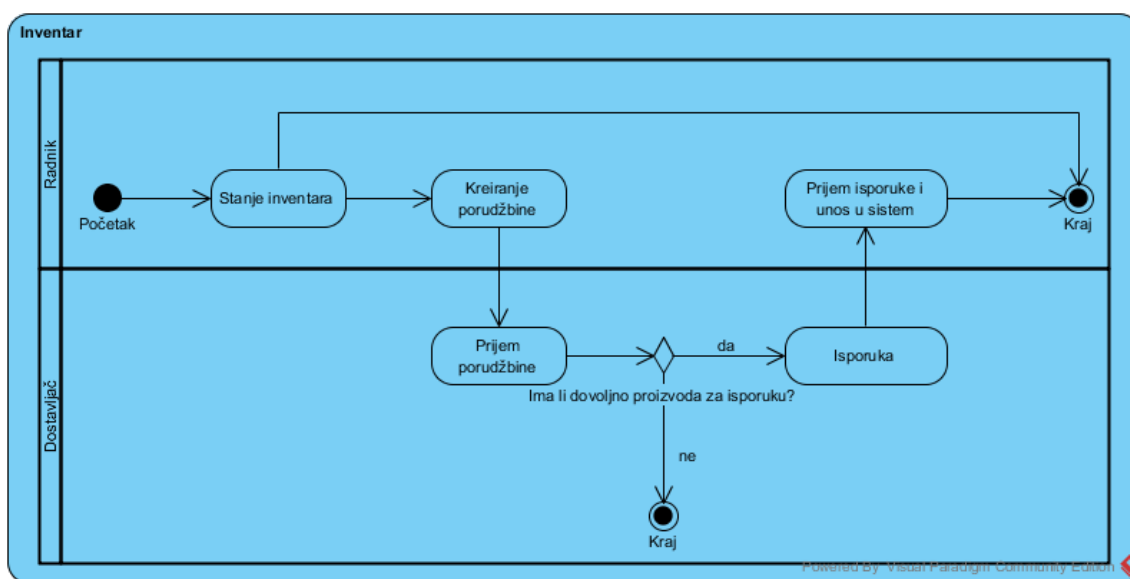 Inventar
Radnik
Početak
Stanje inventara
Kreiranje
porudžbine
Prijem isporuke i
unos u sistem
Kraj
Dostavljač
Prijem
porudžbine
da
Isporuka
Ima li dovoljno proizvoda za isporuku?
ne
Kraj
Powered By Visual Paradigm Community Edition